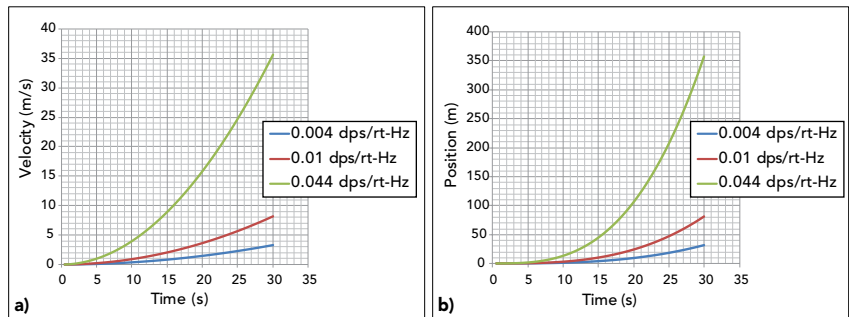 40
35
30
25
20
15
10
5
0
Velocity (m/s)
0 5 10 15 20 25 30 35
Time (s)
0.004 dps/rt-Hz
0.01 dps/rt-Hz
0.044 dps/rt-Hz
a)
400
350
300
250
200
150
100
50
0
Position (m)
0 5 10 15 20 25 30 35
Time (s)
0.004 dps/rt-Hz
0.01 dps/rt-Hz
0.044 dps/rt-Hz
b)